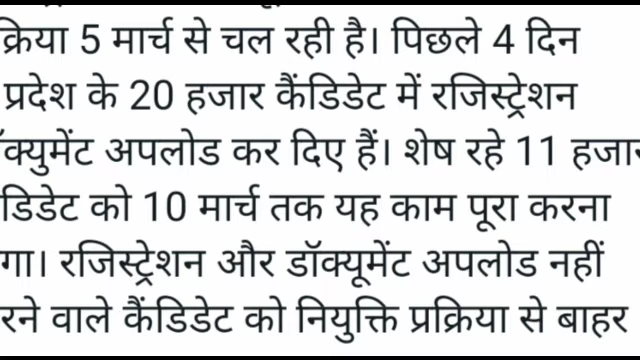 क्रिया 5 मार्च से चल रही है। पिछले 4 दिन
प्रदेश के 20 हजार कैंडिडेट में रजिस्ट्रेशन
क्युमेंट अपलोड कर दिए हैं। शेष रहे 11 हजार
डिडेट को 10 मार्च तक यह काम पूरा करना
गा। रजिस्ट्रेशन और डॉक्यूमेंट अपलोड नहीं
रने वाले कैंडिडेट को नियुक्ति प्रक्रिया से बाहर